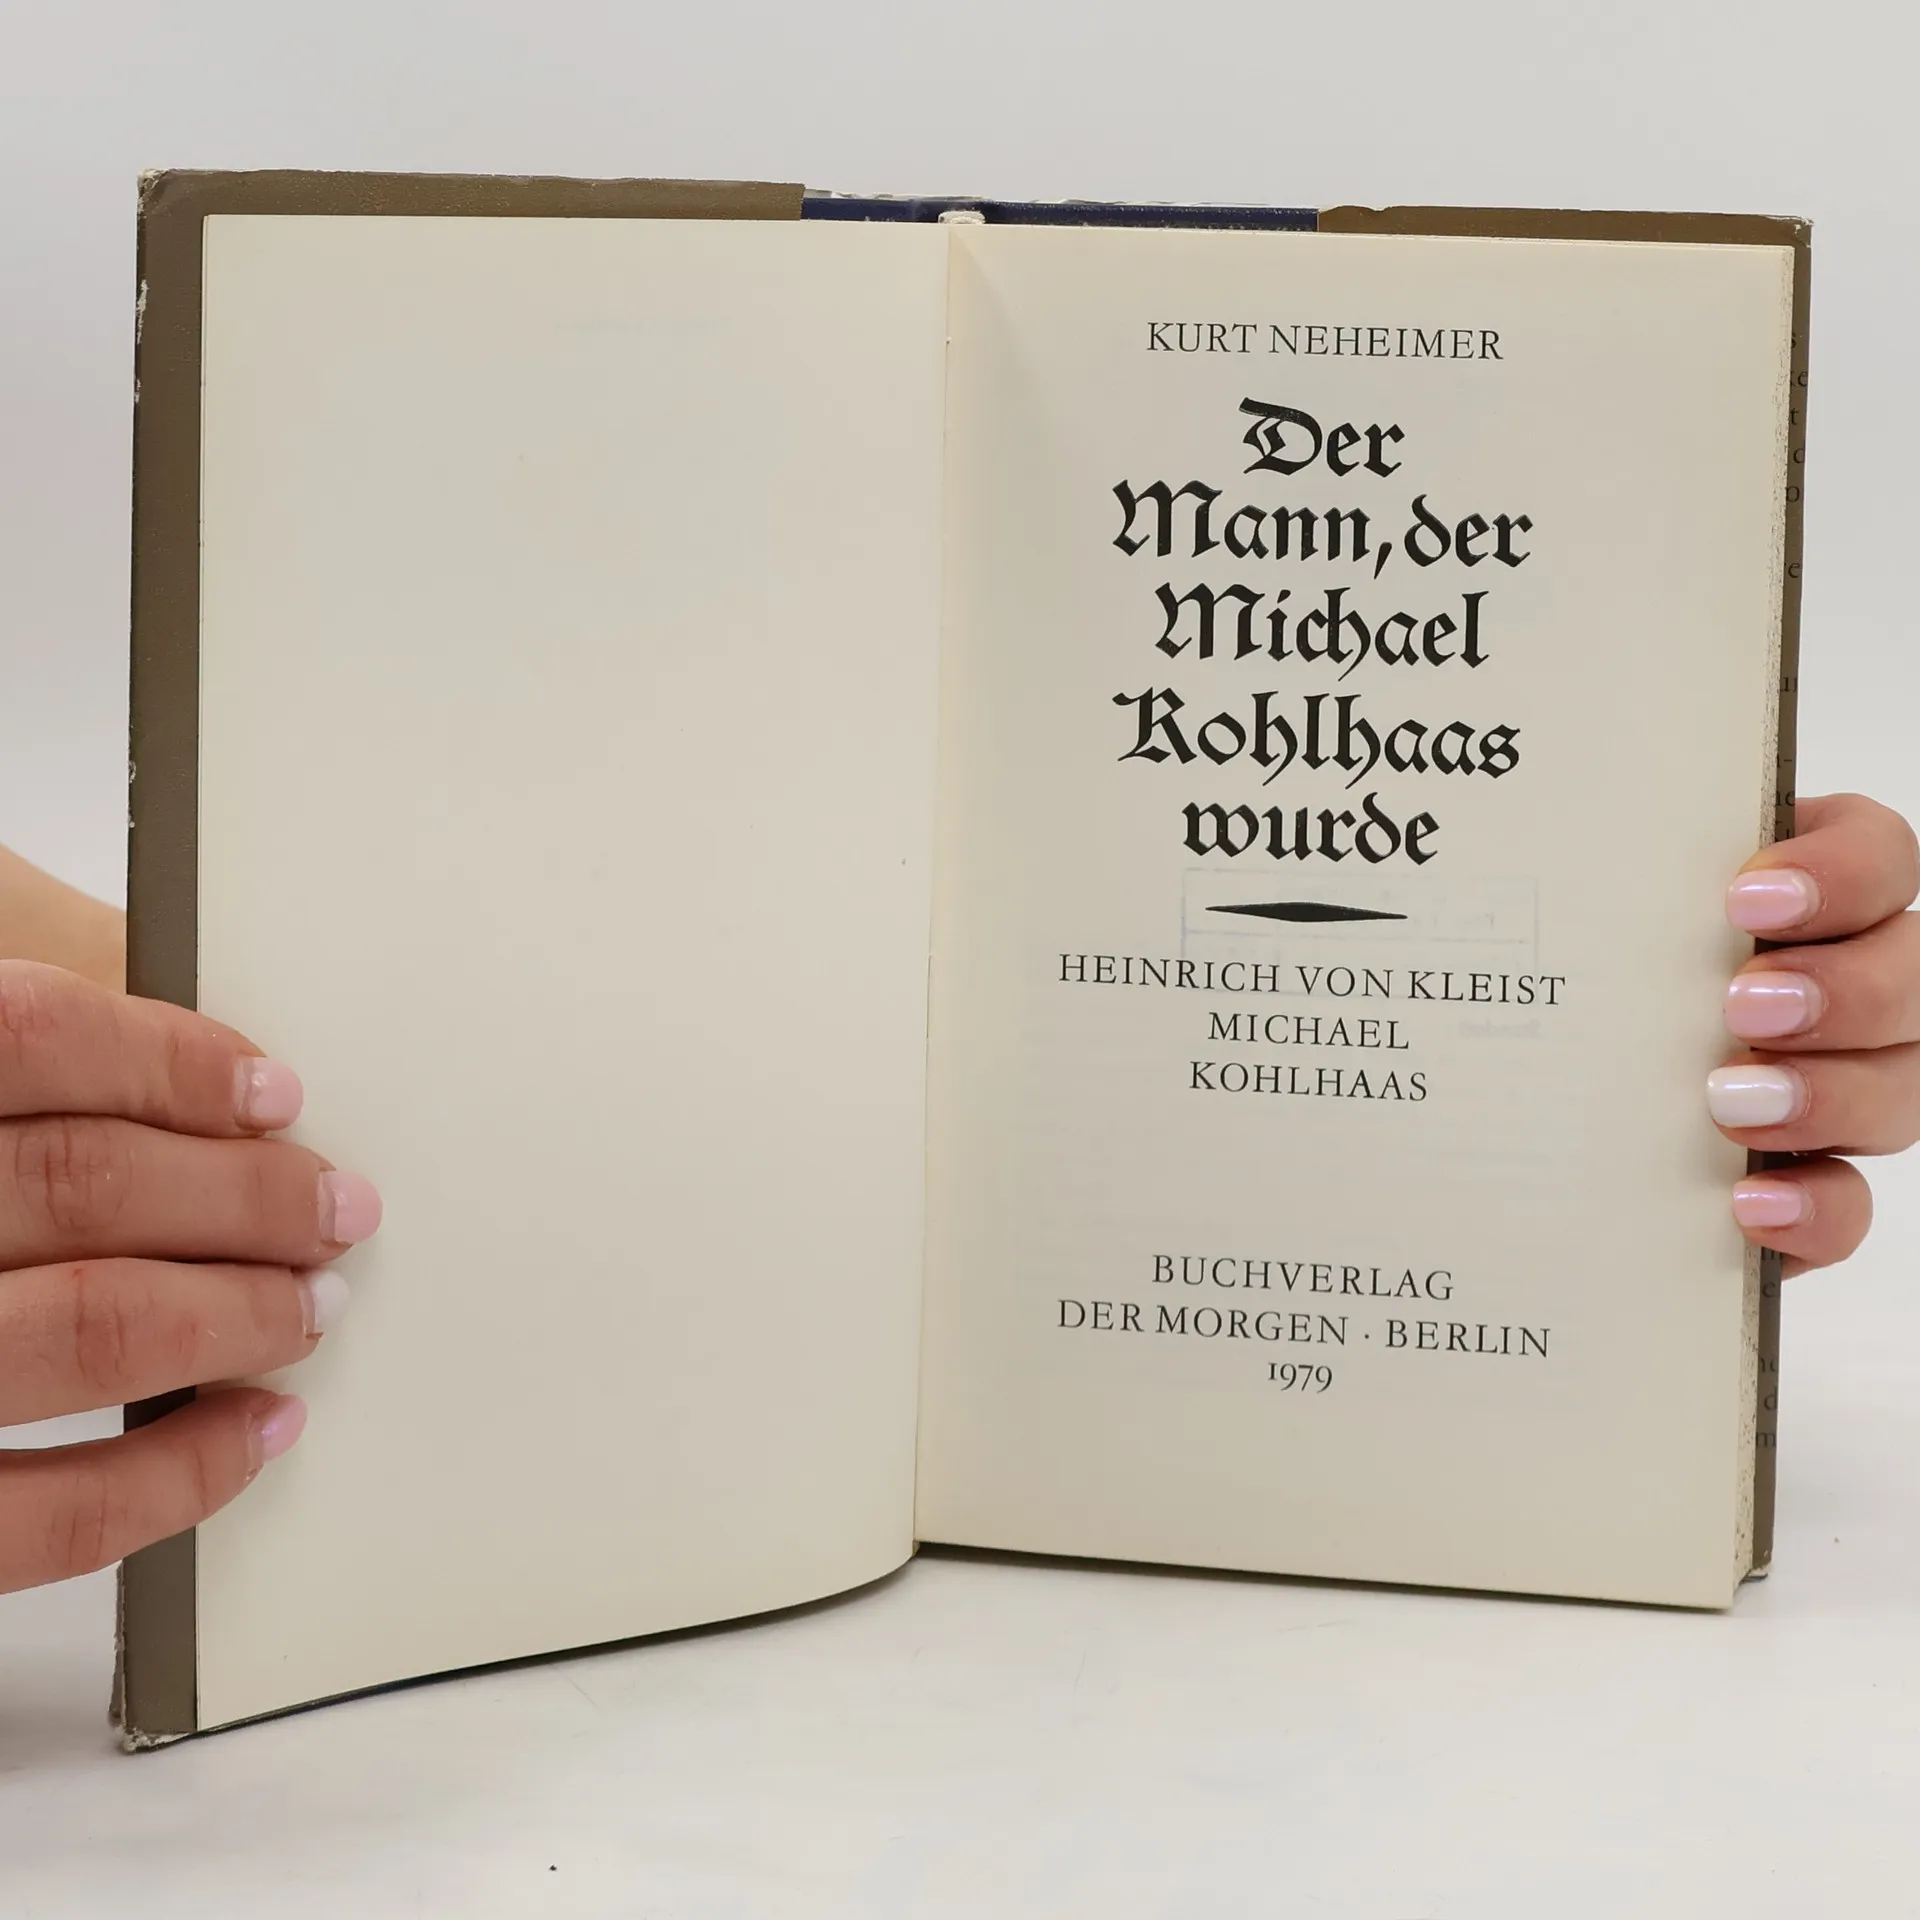 KURT NEHEIMER
Der
Mann, der
Michael
Kohlhaas
wurde
HEINRICH VON KLEIST
MICHAEL
KOHLHAAS
BUCHVERLAG
DER MORGEN · BERLIN
1979